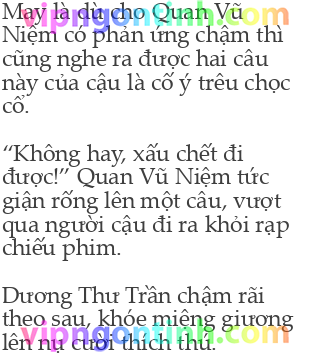 May là dù cho Quan Vũ
Niệm có phản ứng chậm thì
cũng nghe ra được hai câu
này của cậu là cố ý trêu chọc
cổ.
“Không hay, xấu chết đi
được!” Quan Vũ Niệm tức
giận rống lên một câu, vượt
qua người cậu đi ra khỏi rạp
chiếu phim.
Dương Thư Trần chậm rãi
theo sau, khóe miệng giương
lên nụ cười thích thú.
vipngontinh.com
vipngontinh.com